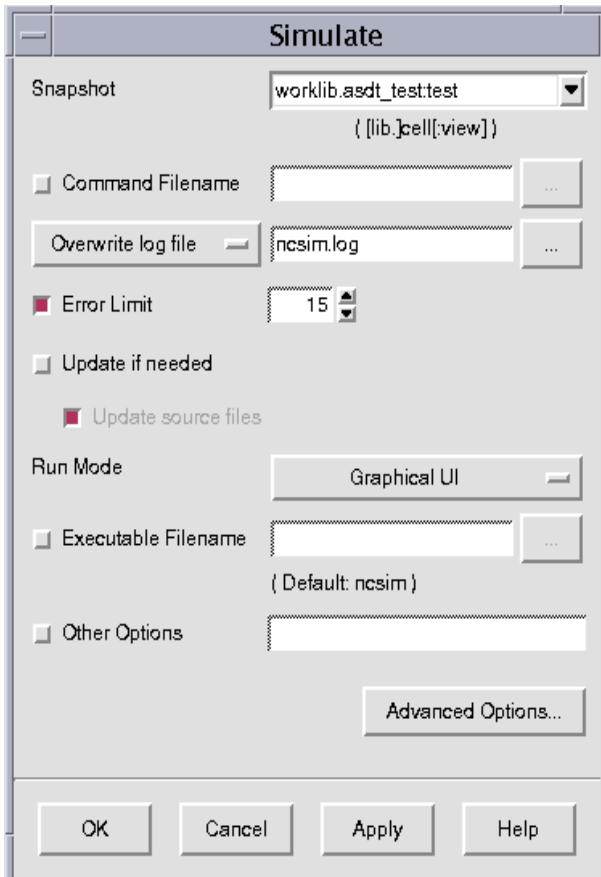 Simulate
Snapshot
worklib.asdt_test:test
( [lib.]cell[:view] )
Command Filename
...
Overwrite log file
ncsim.log
...
Error Limit
15
Update if needed
Update source files
Run Mode
Graphical UI
Executable Filename
...
( Default: ncsim )
Other Options
Advanced Options...
OK
Cancel
Apply
Help